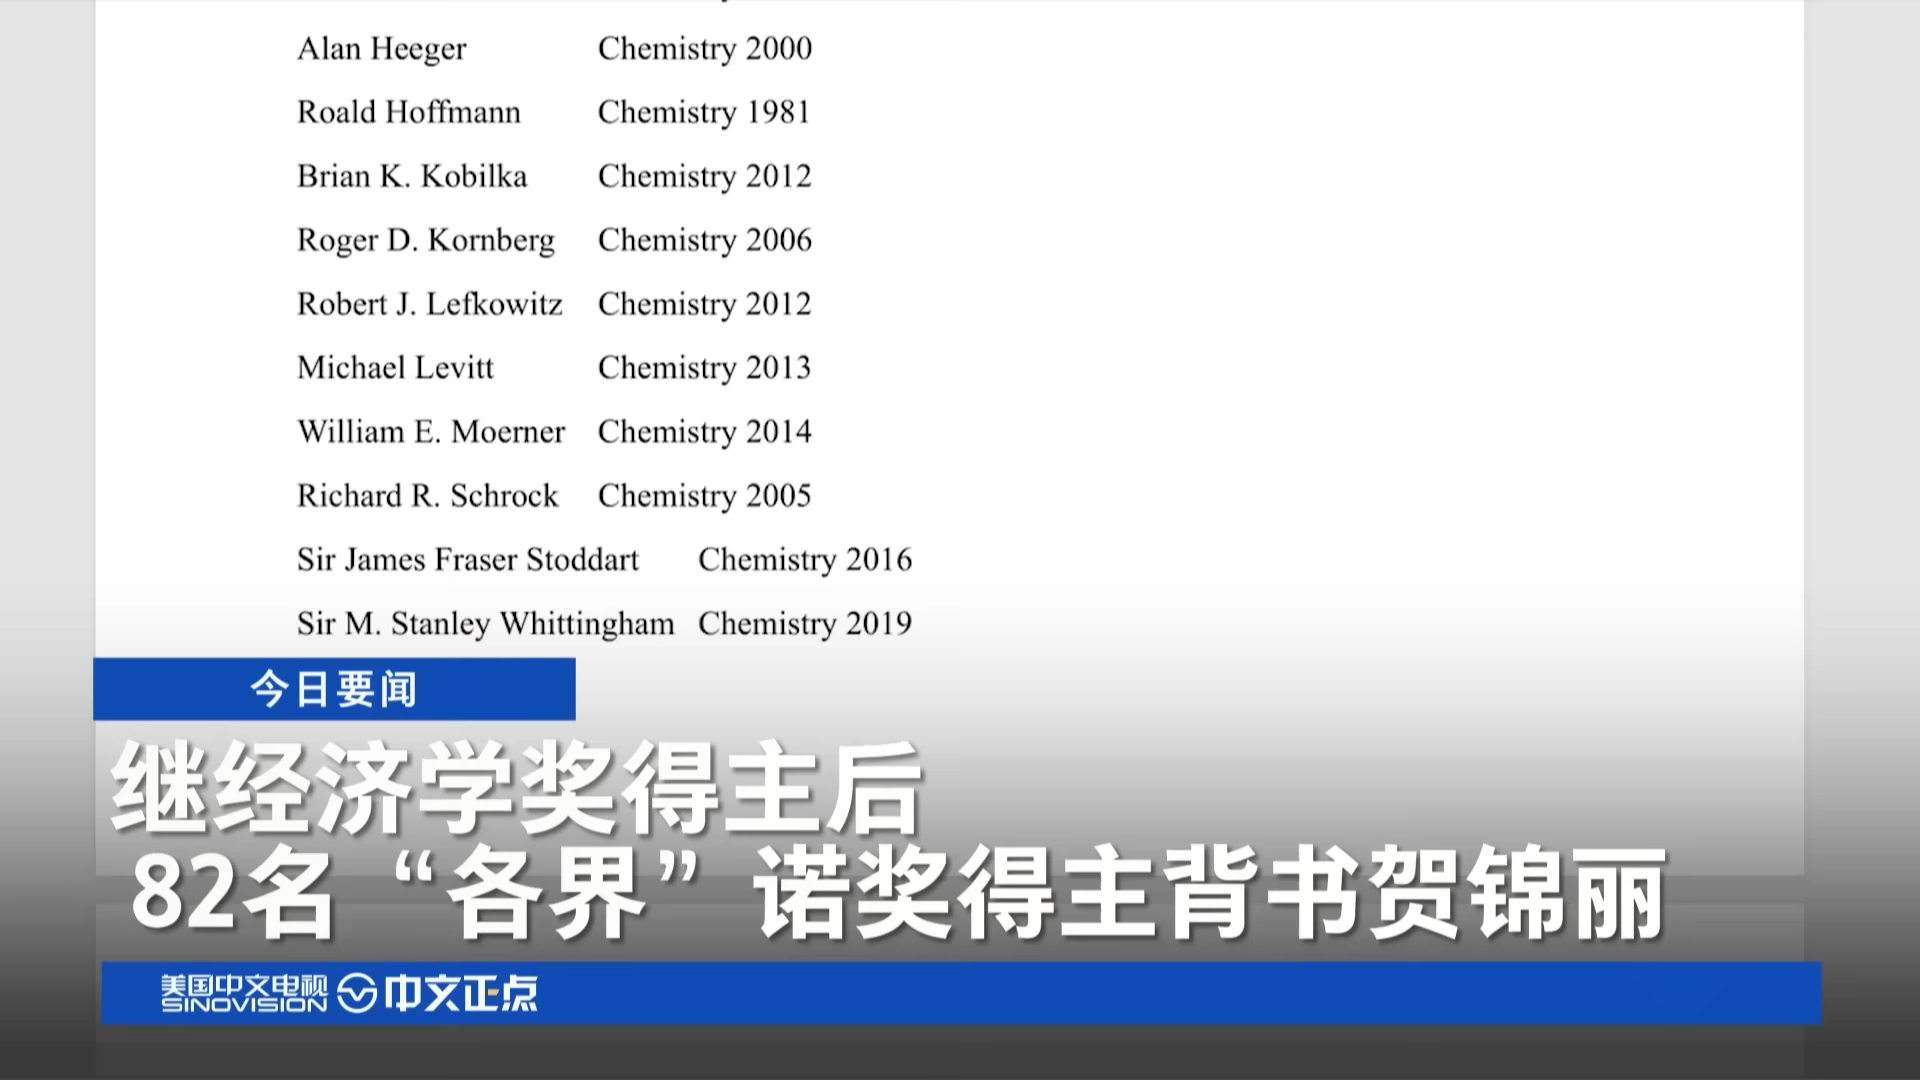 Alan Heeger Chemistry 2000
Roald Hoffmann Chemistry 1981
Brian K. Kobilka Chemistry 2012
Roger D. Kornberg Chemistry 2006
Robert J. Lefkowitz Chemistry 2012
Michael Levitt Chemistry 2013
William E. Moerner Chemistry 2014
Richard R. Schrock Chemistry 2005
Sir James Fraser Stoddart Chemistry 2016
Sir M. Stanley Whittingham Chemistry 2019
今日要闻
继经济学奖得主后
82名“各界”诺奖得主背书贺锦丽
美国中文电视 中文正点
SINOVISION